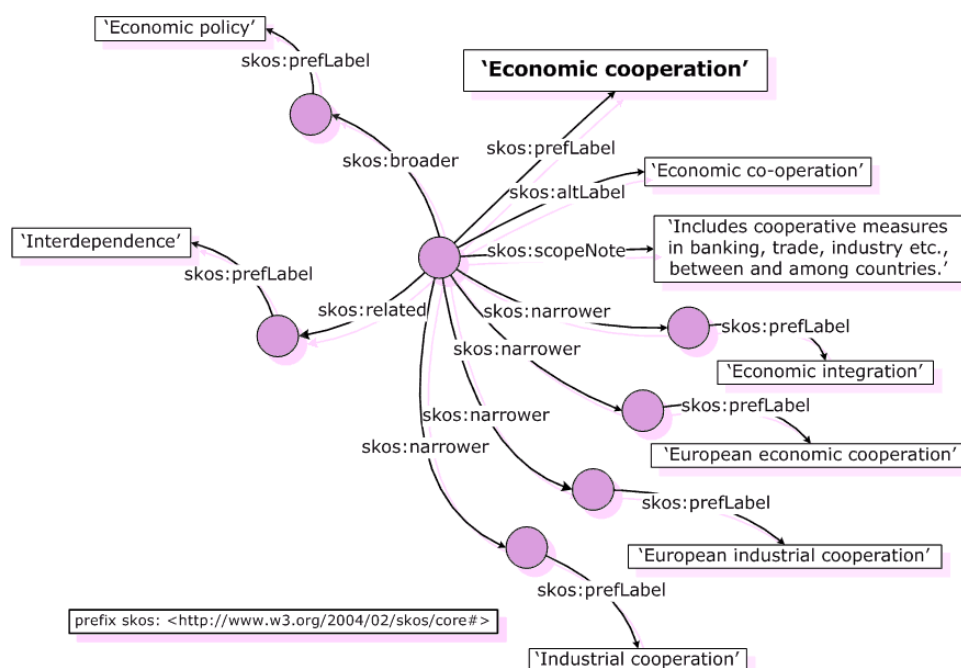 ‘Economic policy’
skos:prefLabel
‘Economic cooperation’
skos:prefLabel
skos:broader
skos:altLabel
‘Economic co-operation’
‘Interdependence’
skos:prefLabel
skos:scopeNote
‘Includes cooperative measures
in banking, trade, industry etc.,
between and among countries.’
skos:related
skos:narrower
skos:prefLabel
skos:narrower
‘Economic integration’
skos:prefLabel
skos:narrower
skos:narrower
‘European economic cooperation’
skos:prefLabel
‘European industrial cooperation’
skos:prefLabel
prefix skos: <http://www.w3.org/2004/02/skos/core#>
‘Industrial cooperation’